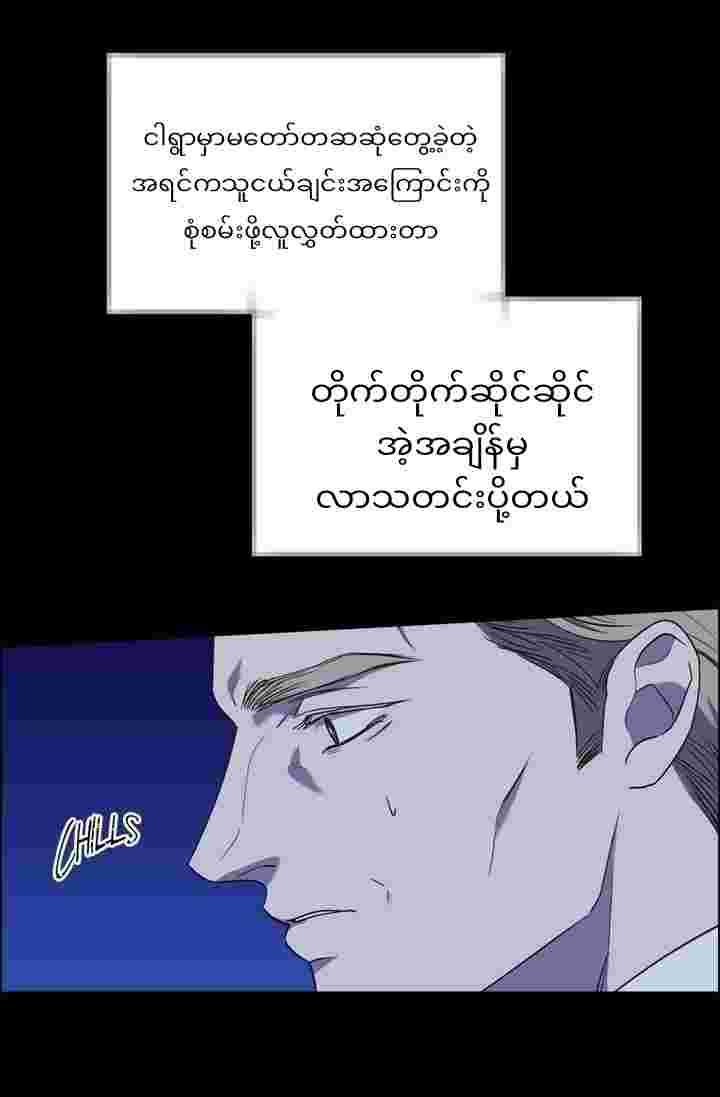 ငါရွာမှာမတော်တဆဆုံတွေ့ခဲ့တဲ့
အရင်ကသူငယ်ချင်းအကြောင်းကို
စုံစမ်းဖို့လူလွှတ်ထားတာ
တိုက်တိုက်ဆိုင်ဆိုင်
အဲ့အချိန်မှ
လာသတင်းပို့တယ်
CHILLS